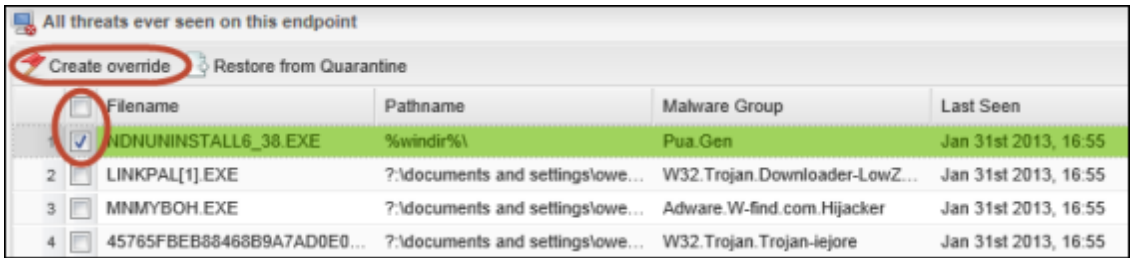 All threats ever seen on this endpoint
Create override Restore from Quarantine
Filename Pathname Malware Group Last Seen
1 NDNUNINSTALL6_38.EXE %windir%\ Pua.Gen Jan 31st 2013, 16:55
2 LINKPAL[1].EXE ?:\documents and settings\owe... W32.Trojan.Downloader-LowZ... Jan 31st 2013, 16:55
3 MNMYBOH.EXE ?:\documents and settings\owe... Adware.W-find.com.Hijacker Jan 31st 2013, 16:55
4 45765FBEB88468B9A7AD0E0... ?:\documents and settings\owe... W32.Trojan.Trojan-iejore Jan 31st 2013, 16:55